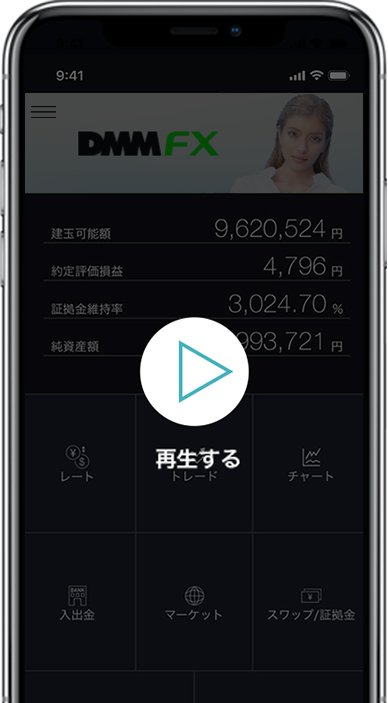 9:41
DMM FX
建玉可能額 9,620,524 円
約定評価損益 4,796 円
証拠金維持率 3,024.70 %
純資産額 993,721 円
再生する
レート トレード チャート
BANK
入出金 マーケット スワップ/証拠金